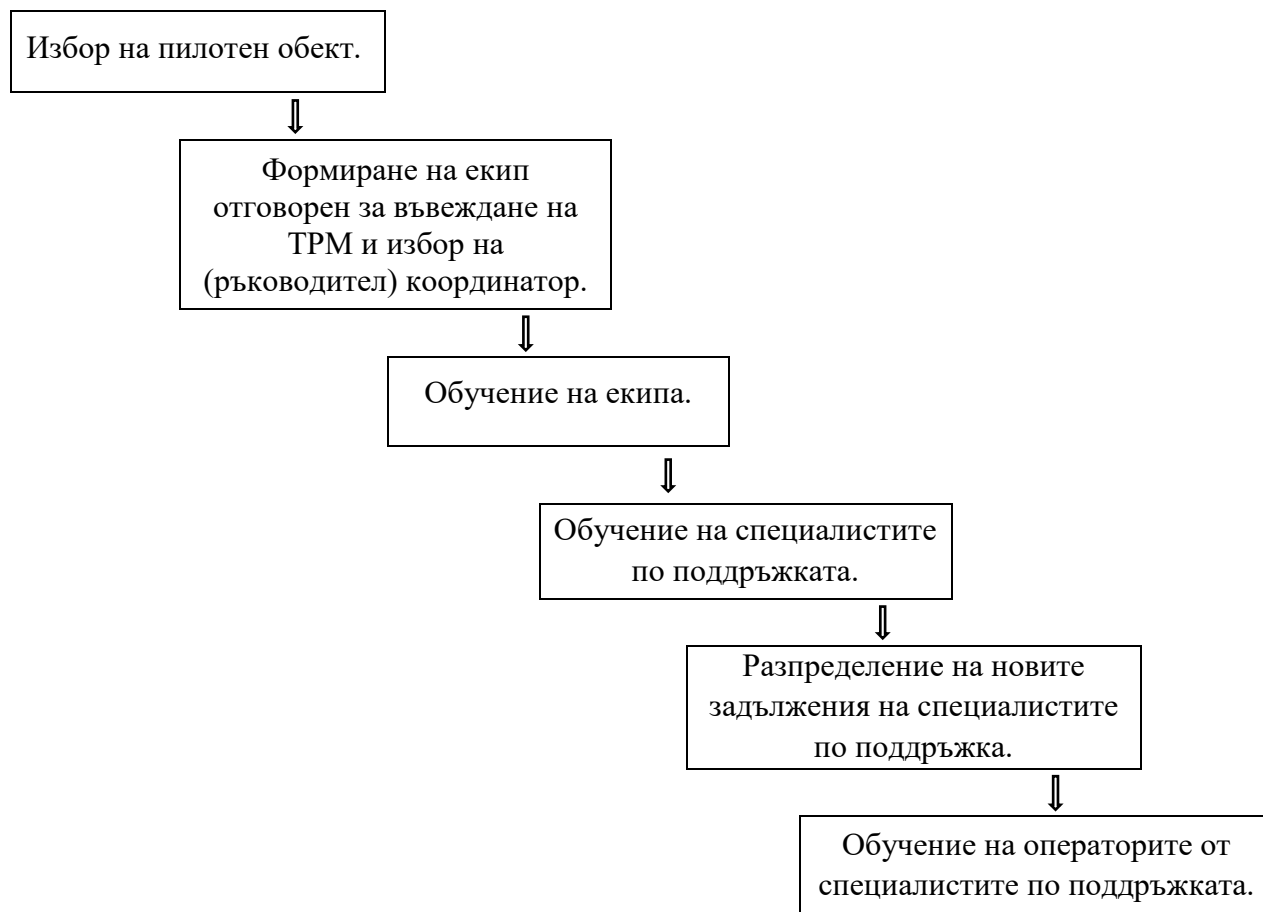 Избор на пилотен обект.
Формиране на екип
отговорен за въвеждане на
ТРМ и избор на
(ръководител) координатор.
Обучение на екипа.
Обучение на специалистите
по поддръжката.
Разпределение на новите
задължения на специалистите
по поддръжка.
Обучение на операторите от
специалистите по поддръжката.